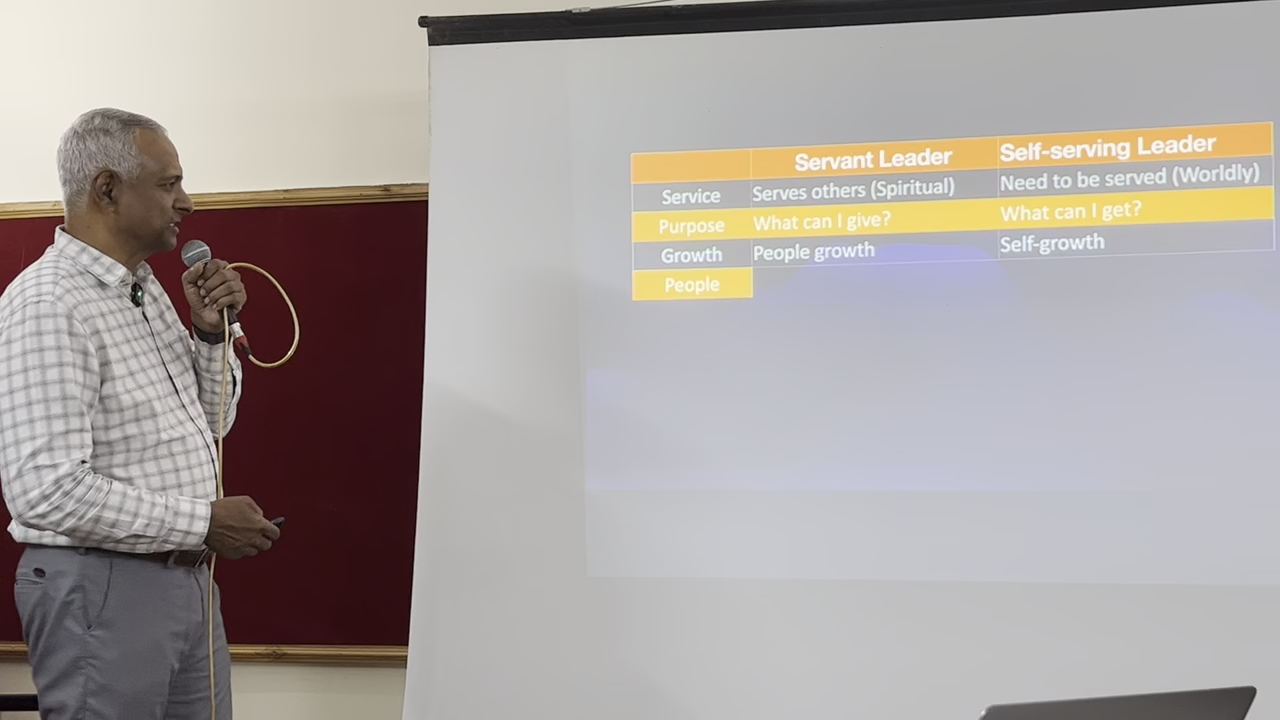 Servant Leader Self-serving Leader
Service Serves others (Spiritual) Need to be served (Worldly)
Purpose What can I give? What can I get?
Growth People growth Self-growth
People